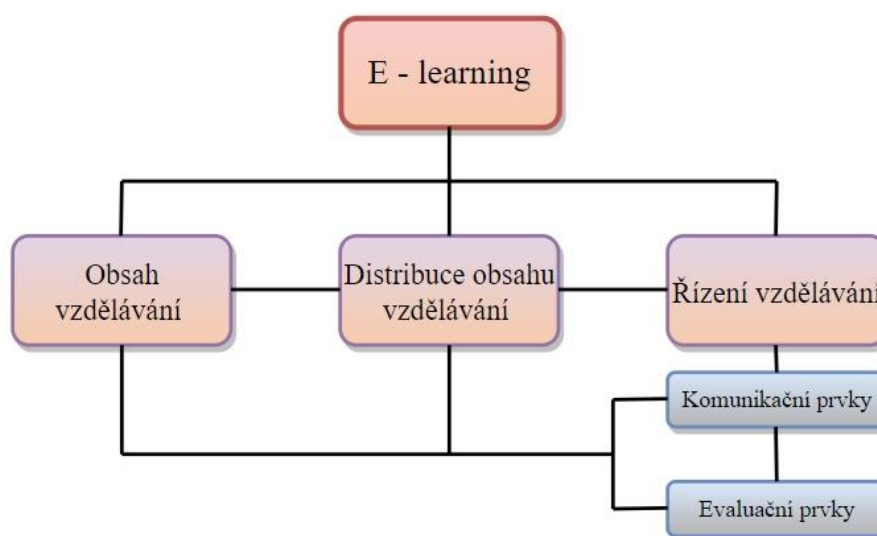 E - learning
Obsah
vzdělávání
Distribuce obsahu
vzdělávání
Řízení vzdělávání
Komunikační prvky
Evaluační prvky